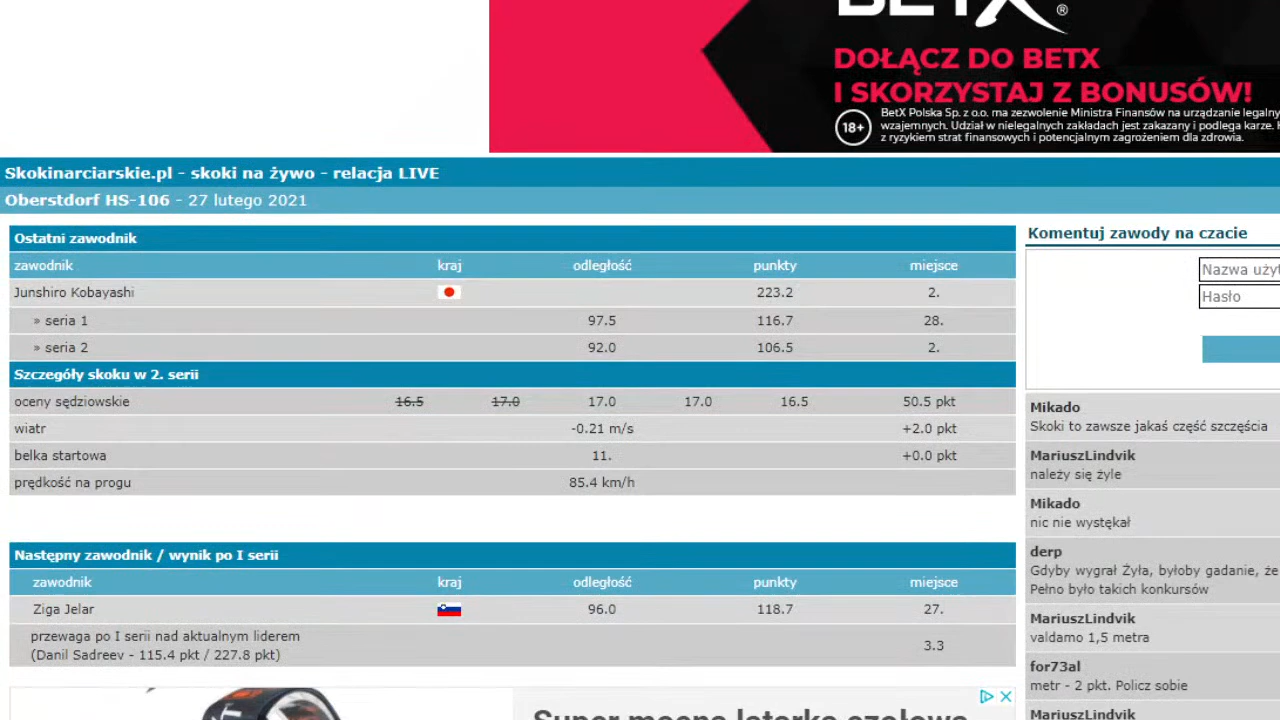 BETX®
DOŁĄCZ DO BETX
I SKORZYSTAJ Z BONUSÓW!
18+
BetX Polska Sp. z o.o. ma zezwolenie Ministra Finansów na urządzanie legalny
wzajemnych. Udział w nielegalnych zakładach jest zakazany i podlega karze. H
z ryzykiem strat finansowych i potencjalnym zagrożeniem dla zdrowia.
Skokinarciarskie.pl - skoki na żywo - relacja LIVE
Oberstdorf HS-106 - 27 lutego 2021
Ostatni zawodnik
zawodnik kraj odległość punkty miejsce
Junshiro Kobayashi 223.2 2.
» seria 1 97.5 116.7 28.
» seria 2 92.0 106.5 2.
Szczegóły skoku w 2. serii
oceny sędziowskie 16.5 17.0 17.0 17.0 16.5 50.5 pkt
wiatr -0.21 m/s +2.0 pkt
belka startowa 11. +0.0 pkt
prędkość na progu 85.4 km/h
Następny zawodnik / wynik po I serii
zawodnik kraj odległość punkty miejsce
Ziga Jelar 96.0 118.7 27.
przewaga po I serii nad aktualnym liderem
(Danil Sadreev - 115.4 pkt / 227.8 pkt) 3.3
Super mocna latarka czołowa
Komentuj zawody na czacie
Nazwa uży
Hasło
Mikado
Skoki to zawsze jakaś część szczęścia
MariuszLindvik
należy się żyle
Mikado
nic nie wystękał
derp
Gdyby wygrał Żyła, byłoby gadanie, że
Pełno było takich konkursów
MariuszLindvik
valdamo 1,5 metra
for73al
metr - 2 pkt. Policz sobie
MariuszLindvik